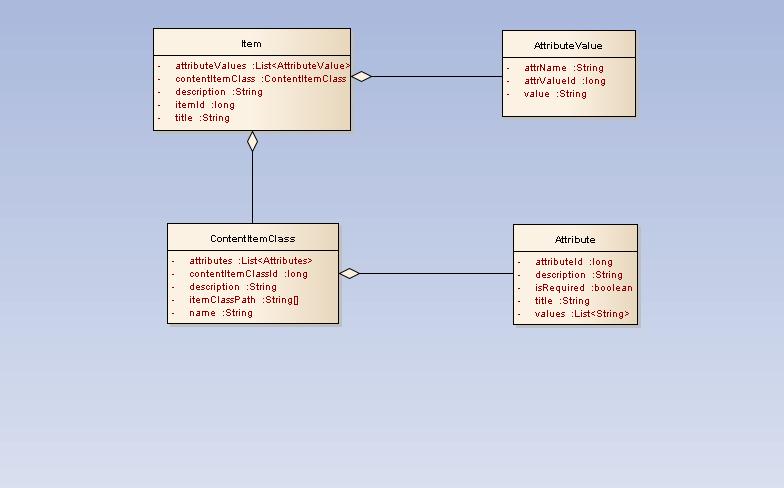 Item
- attributeValues :List<AttributeValue>
- contentItemClass :ContentItemClass
- description :String
- itemId :long
- title :String
AttributeValue
- attrName :String
- attrValueId :long
- value :String
ContentItemClass
- attributes :List<Attributes>
- contentItemClassId :long
- description :String
- itemClassPath :String[]
- name :String
Attribute
- attributeId :long
- description :String
- isRequired :boolean
- title :String
- values :List<String>